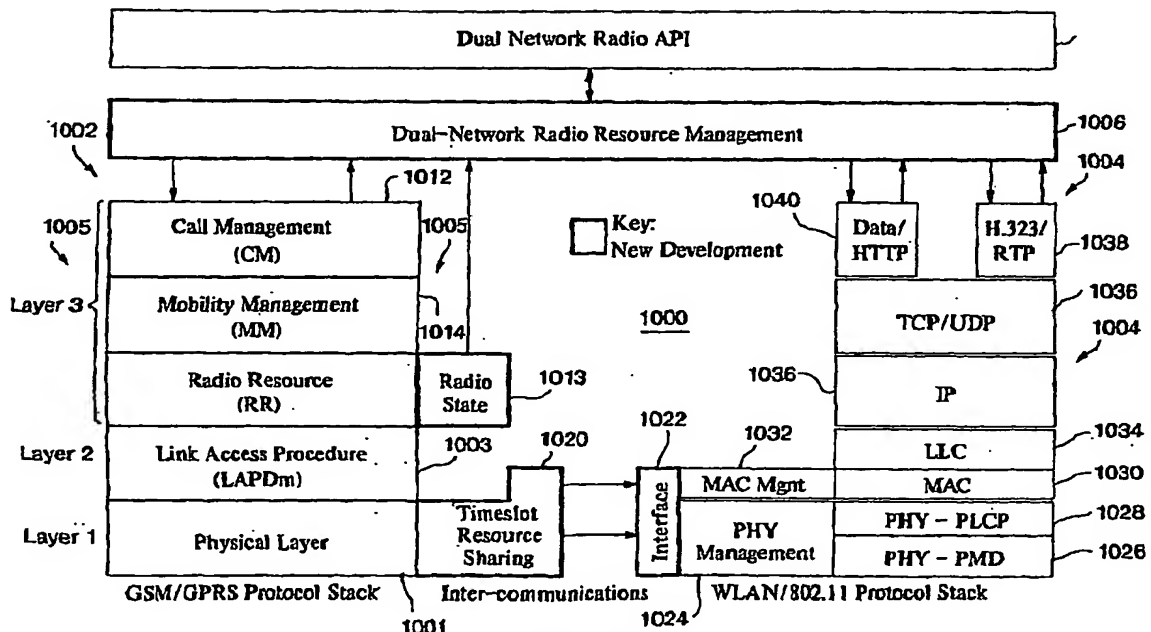 Dual Network Radio API
Dual-Network Radio Resource Management
1006
1002
1004
1012
1005
Call Management
(CM)
1005
Key:
New Development
1040
Data/
HTTP
H.323/
RTP
1038
Layer 3
Mobility Management
(MM)
1014
1000
TCP/UDP
1036
1004
Radio Resource
(RR)
Radio
State
1013
1036
IP
Layer 2
Link Access Procedure
(LAPDm)
1003
1020
1022
1032
LLC
1034
MAC Mgnt
MAC
1030
Layer 1
Physical Layer
Timeslot
Resource
Sharing
Interface
PHY
Management
PHY - PLCP
1028
PHY - PMD
1026
GSM/GPRS Protocol Stack
Inter-communications
WLAN/802.11 Protocol Stack
1001
1024